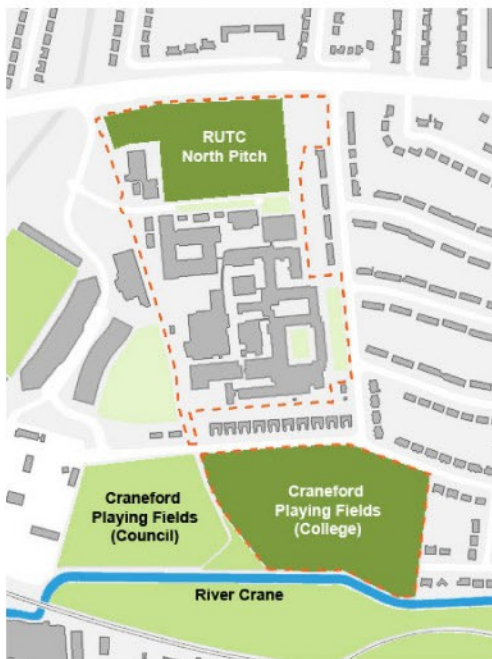 RUTC
North Pitch
Craneford
Playing Fields
(Council)
Craneford
Playing Fields
(College)
River Crane